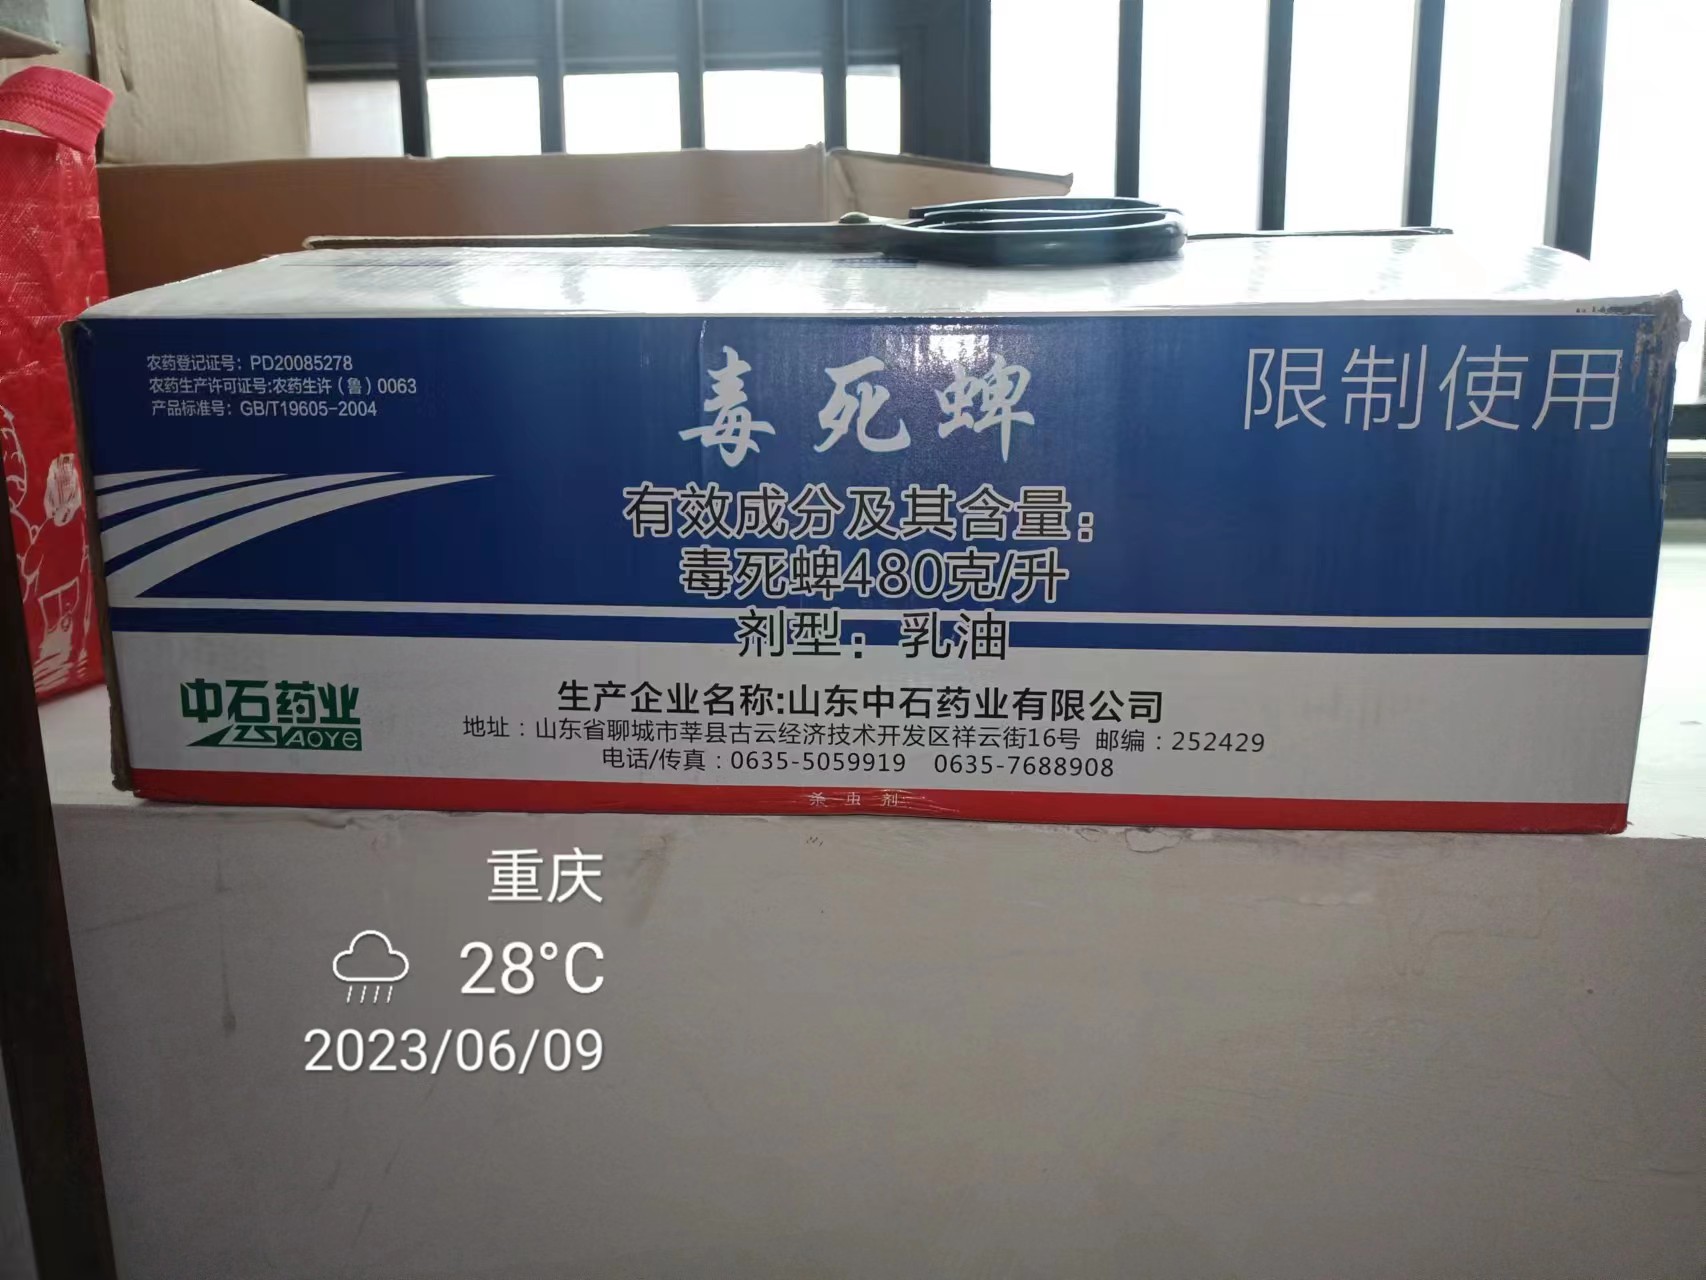 农药登记证号：PD20085278
农药生产许可证号:农药生许（鲁）0063
产品标准号：GB/T19605-2004
毒死蜱
限制使用
有效成分及其含量：
毒死蜱480克/升
剂型：乳油
中石药业
YAOYE
生产企业名称:山东中石药业有限公司
地址：山东省聊城市莘县古云经济技术开发区祥云街16号 邮编：252429
电话/传真：0635-5059919 0635-7688908
杀虫剂
重庆
28°C
2023/06/09